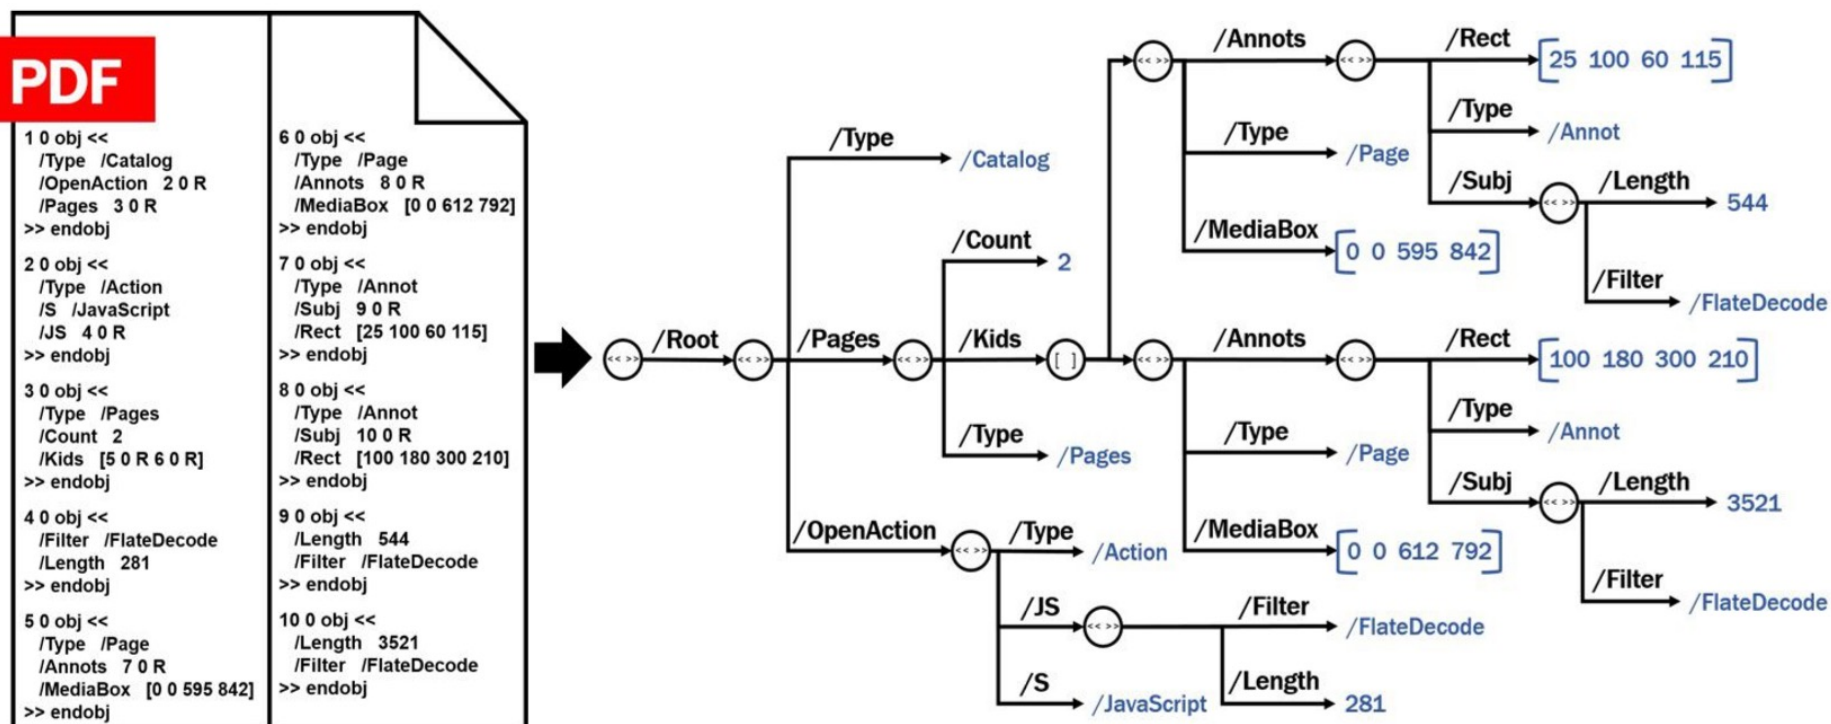 PDF
1 0 obj <<
/Type /Catalog
/OpenAction 2 0 R
/Pages 3 0 R
>> endobj
2 0 obj <<
/Type /Action
/S /JavaScript
/JS 4 0 R
>> endobj
3 0 obj <<
/Type /Pages
/Count 2
/Kids [5 0 R 6 0 R]
>> endobj
4 0 obj <<
/Filter /FlateDecode
/Length 281
>> endobj
5 0 obj <<
/Type /Page
/Annots 7 0 R
/MediaBox [0 0 595 842]
>> endobj
6 0 obj <<
/Type /Page
/Annots 8 0 R
/MediaBox [0 0 612 792]
>> endobj
7 0 obj <<
/Type /Annot
/Subj 9 0 R
/Rect [25 100 60 115]
>> endobj
8 0 obj <<
/Type /Annot
/Subj 10 0 R
/Rect [100 180 300 210]
>> endobj
9 0 obj <<
/Length 544
/Filter /FlateDecode
>> endobj
10 0 obj <<
/Length 3521
/Filter /FlateDecode
>> endobj
<< >>
/Root
<< >>
/Type
/Catalog
/Pages
<< >>
/Count
2
/Kids
[ ]
/Type
/Pages
/OpenAction
<< >>
/Type
/Action
/JS
<< >>
/Filter
/FlateDecode
/Length
281
/S
/JavaScript
<< >>
/Annots
<< >>
/Rect
[25 100 60 115]
/Type
/Annot
/Subj
<< >>
/Length
544
/Filter
/FlateDecode
/Type
/Page
/MediaBox
[0 0 595 842]
<< >>
/Annots
<< >>
/Rect
[100 180 300 210]
/Type
/Annot
/Subj
<< >>
/Length
3521
/Filter
/FlateDecode
/Type
/Page
/MediaBox
[0 0 612 792]